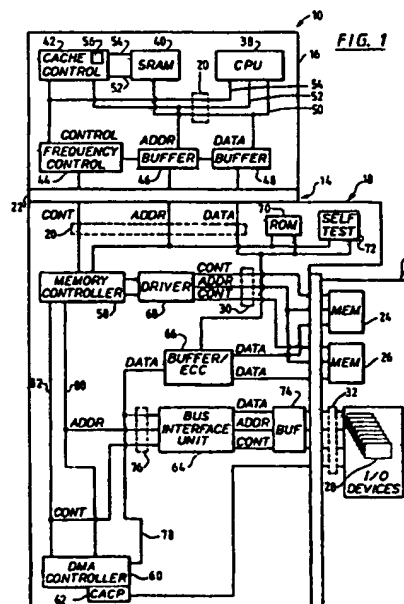 10
FIG. 1
42 56 54 40 38
CACHE CONTROL
SRAM
CPU
16
52
20
54
52
50
CONTROL
ADDR
DATA
FREQUENCY CONTROL
BUFFER
BUFFER
44
46
48
22
14
18
CONT
ADDR
DATA
70
ROM
SELF TEST
72
20
MEMORY CONTROLLER
DRIVER
CONT
ADDR
CONT
58
68
30
MEM
24
66
DATA
BUFFER/ECC
DATA
DATA
MEM
26
82
80
74
32
ADDR
BUS INTERFACE UNIT
DATA
ADDR
CONT
BUF
76
64
28
I/O DEVICES
CONT
78
DMA CONTROLLER
60
CACP
62